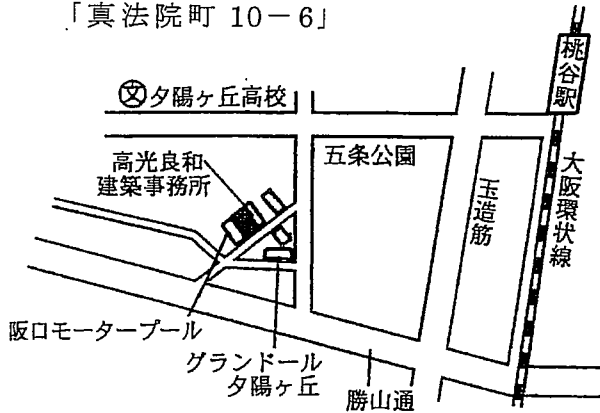 「真法院町 10-6」
桃谷駅
㊛夕陽ヶ丘高校
高光良和
建築事務所
五条公園
玉造筋
大阪環状線
阪口モータープール
グランドール
夕陽ヶ丘
勝山通